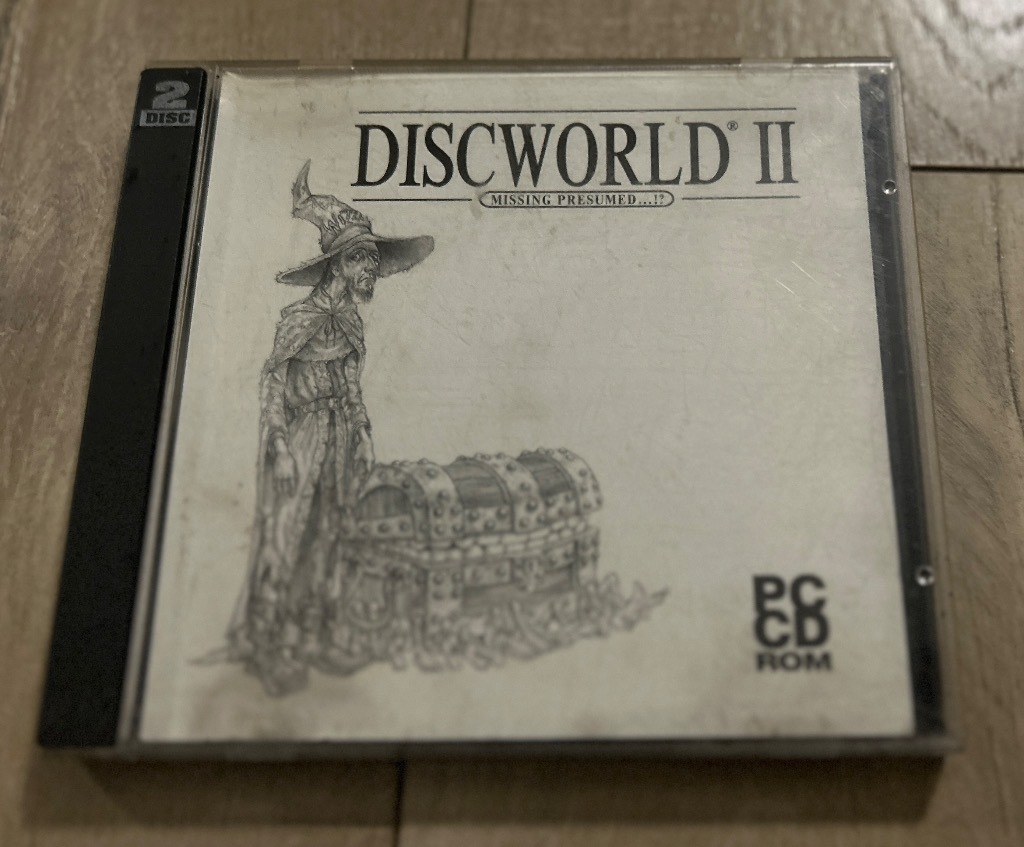 2
DISC
DISCWORLD® II
MISSING PRESUMED...!?
PC
CD
ROM